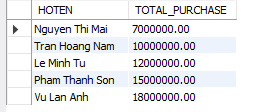 HOTEN TOTAL_PURCHASE
Nguyen Thi Mai 7000000.00
Tran Hoang Nam 10000000.00
Le Minh Tu 12000000.00
Pham Thanh Son 15000000.00
Vu Lan Anh 18000000.00